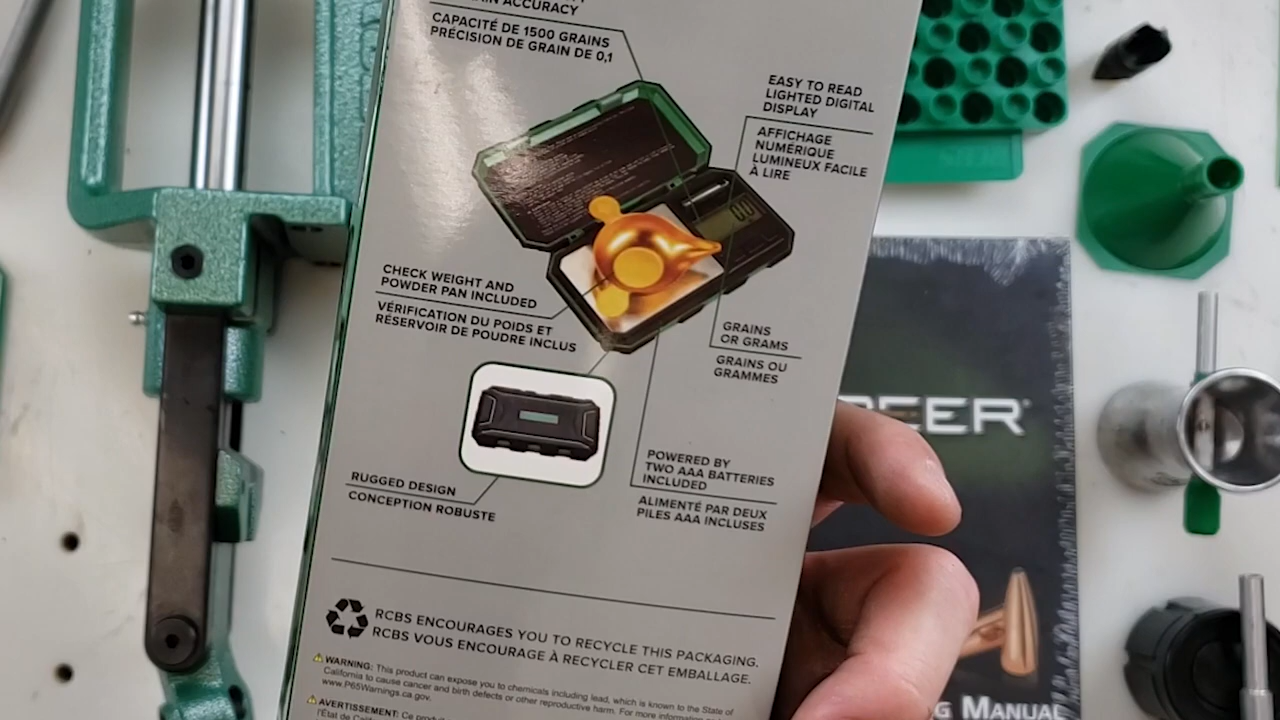 ACCURACY
CAPACITÉ DE 1500 GRAINS
PRÉCISION DE GRAIN DE 0,1
EASY TO READ
LIGHTED DIGITAL
DISPLAY
AFFICHAGE
NUMÉRIQUE
LUMINEUX FACILE
À LIRE
CHECK WEIGHT AND
POWDER PAN INCLUDED
VÉRIFICATION DU POIDS ET
RÉSERVOIR DE POUDRE INCLUS
GRAINS
OR GRAMS
GRAINS OU
GRAMMES
RUGGED DESIGN
CONCEPTION ROBUSTE
POWERED BY
TWO AAA BATTERIES
INCLUDED
ALIMENTÉ PAR DEUX
PILES AAA INCLUSES
RCBS ENCOURAGES YOU TO RECYCLE THIS PACKAGING.
RCBS VOUS ENCOURAGE À RECYCLER CET EMBALLAGE.
WARNING: This product can expose you to chemicals including lead, which is known to the State of
California to cause cancer and birth defects or other reproductive harm. For more information
www.P65Warnings.ca.gov.
AVERTISSEMENT: Ce
l'État de
EER
MANUAL